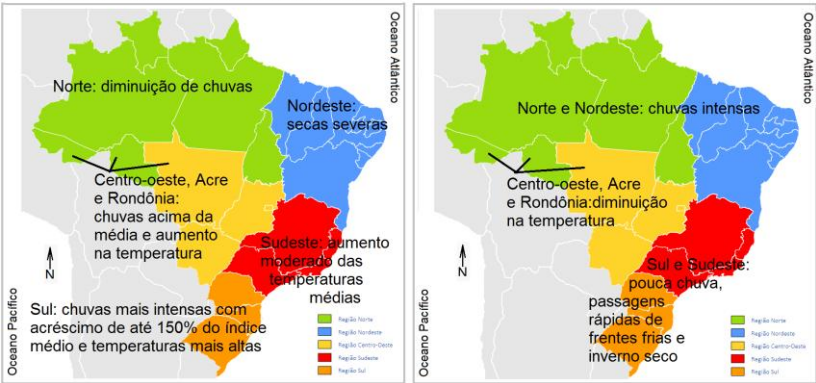 Oceano Atlântico
Norte: diminuição de chuvas
Nordeste:
secas severas
Centro-oeste, Acre
e Rondônia:
chuvas acima da
média e aumento
na temperatura
Sudeste: aumento
moderado das
temperaturas
médias
N
Sul: chuvas mais intensas com
acréscimo de até 150% do índice
médio e temperaturas mais altas
Oceano Pacífico
Região Norte
Região Nordeste
Região Centro-Oeste
Região Sudeste
Região Sul
Oceano Atlântico
Norte e Nordeste: chuvas intensas
Centro-oeste, Acre
e Rondônia:diminuição
na temperatura
N
Sul e Sudeste:
pouca chuva,
passagens
rápidas de
frentes frias e
inverno seco
Oceano Pacífico
Região Norte
Região Nordeste
Região Centro-Oeste
Região Sudeste
Região Sul